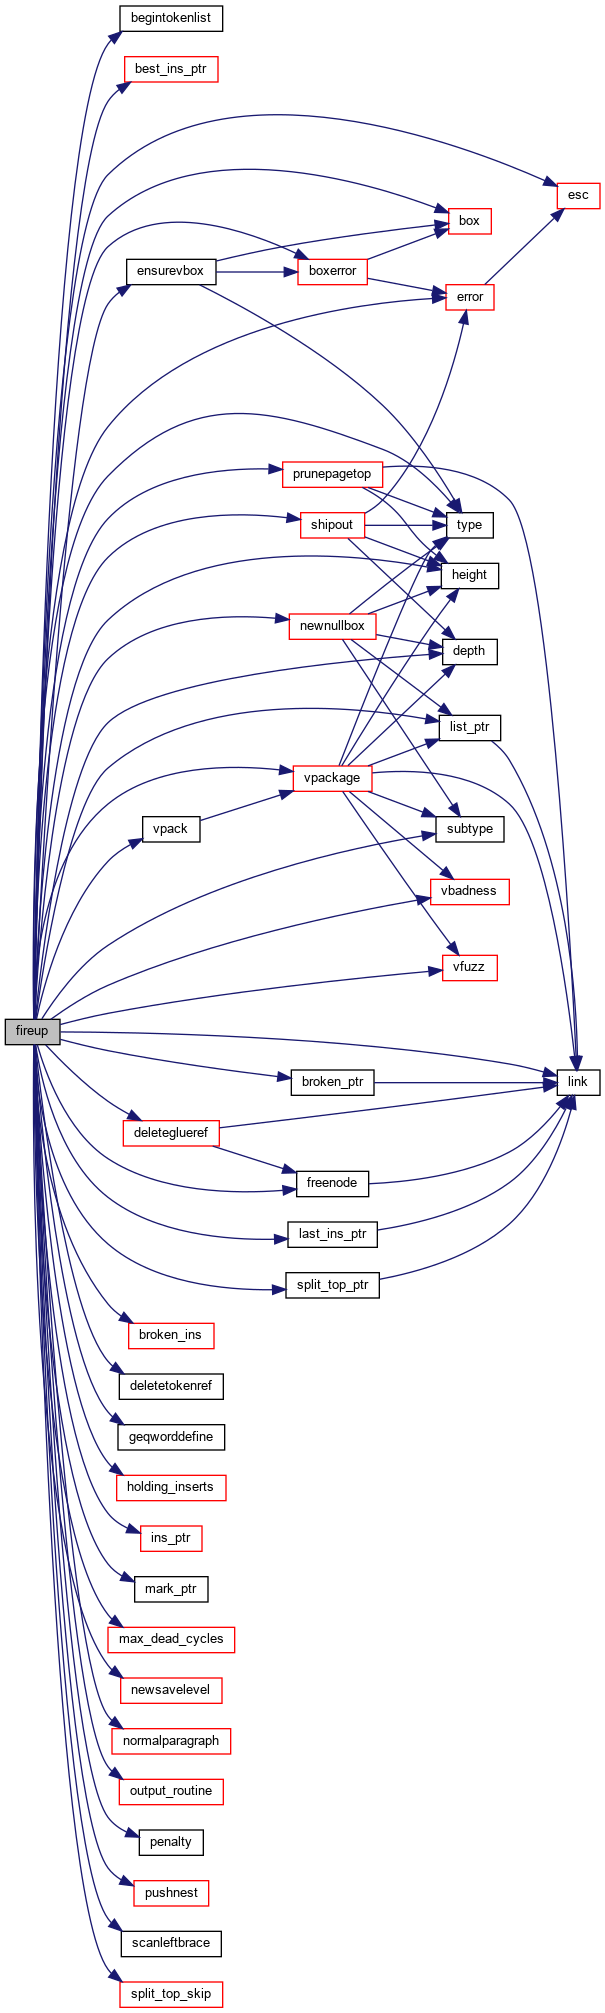 begintokenlist
best_ins_ptr
esc
box
ensurevbox
boxerror
error
prunepagetop
shipout
type
height
newnullbox
depth
list_ptr
vpackage
vpack
subtype
vbadness
vfuzz
fireup
broken_ptr
link
deleteglueref
freenode
last_ins_ptr
split_top_ptr
broken_ins
deletetokenref
geqworddefine
holding_inserts
ins_ptr
mark_ptr
max_dead_cycles
newsavelevel
normalparagraph
output_routine
penalty
pushnest
scanleftbrace
split_top_skip